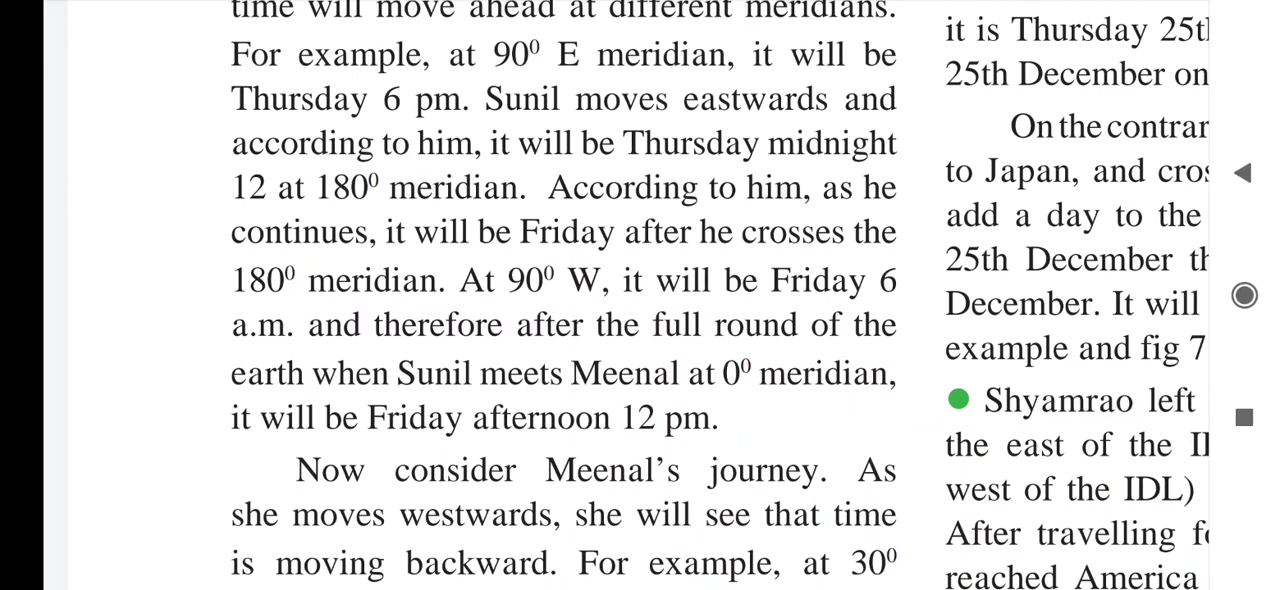 time will move ahead at different meridians.
For example, at 90⁰ E meridian, it will be
Thursday 6 pm. Sunil moves eastwards and
according to him, it will be Thursday midnight
12 at 180⁰ meridian. According to him, as he
continues, it will be Friday after he crosses the
180⁰ meridian. At 90⁰ W, it will be Friday 6
a.m. and therefore after the full round of the
earth when Sunil meets Meenal at 0⁰ meridian,
it will be Friday afternoon 12 pm.
Now consider Meenal’s journey. As
she moves westwards, she will see that time
is moving backward. For example, at 30⁰
it is Thursday
25th December on
On the
to Japan, and
add a day to the
25th December
December. It will
example and fig 7
Shyamrao left
the east of the
west of the IDL)
After travelling
reached America